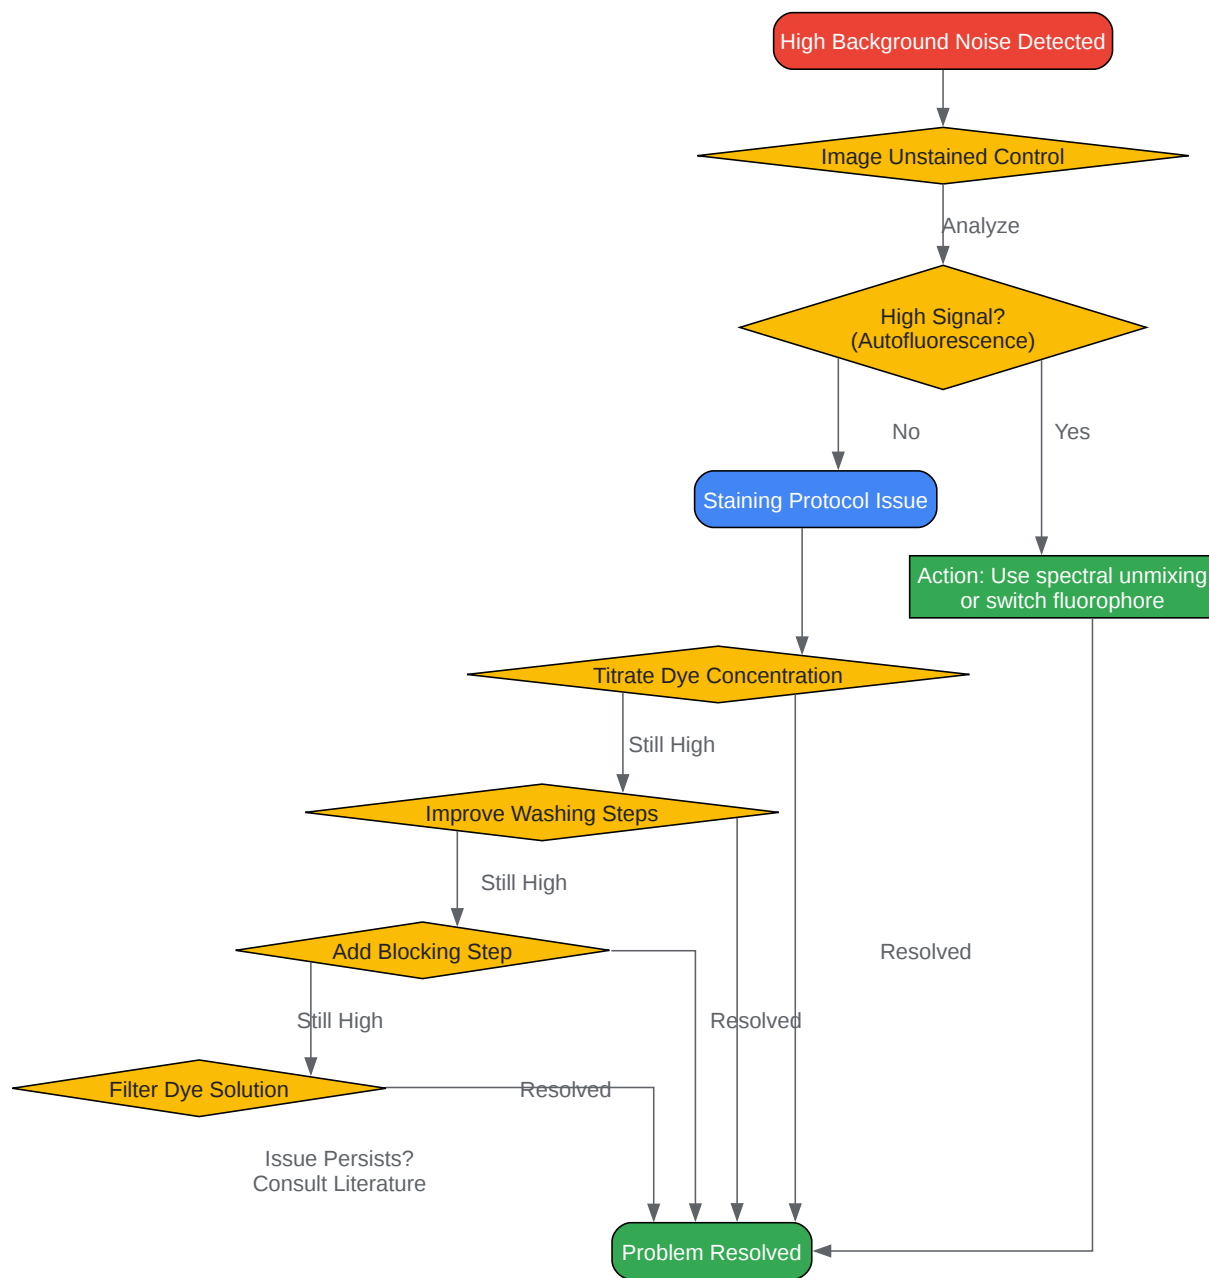 High Background Noise Detected
Image Unstained Control
Analyze
High Signal?
(Autofluorescence)
No
Yes
Staining Protocol Issue
Action: Use spectral unmixing
or switch fluorophore
Titrate Dye Concentration
Still High
Improve Washing Steps
Still High
Add Blocking Step
Resolved
Still High
Resolved
Filter Dye Solution
Resolved
Issue Persists?
Consult Literature
Problem Resolved